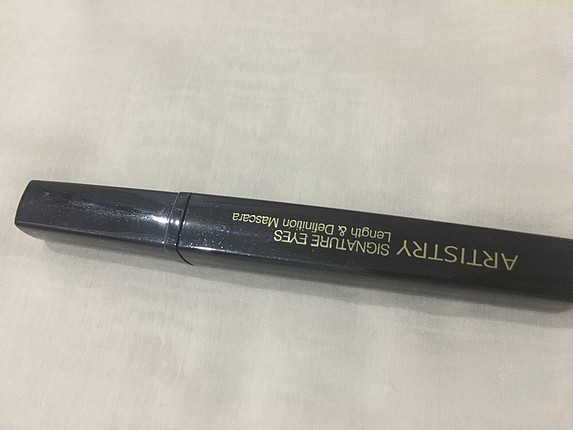 ARTISTRY
SIGNATURE EYES
Length & Definition Mascara